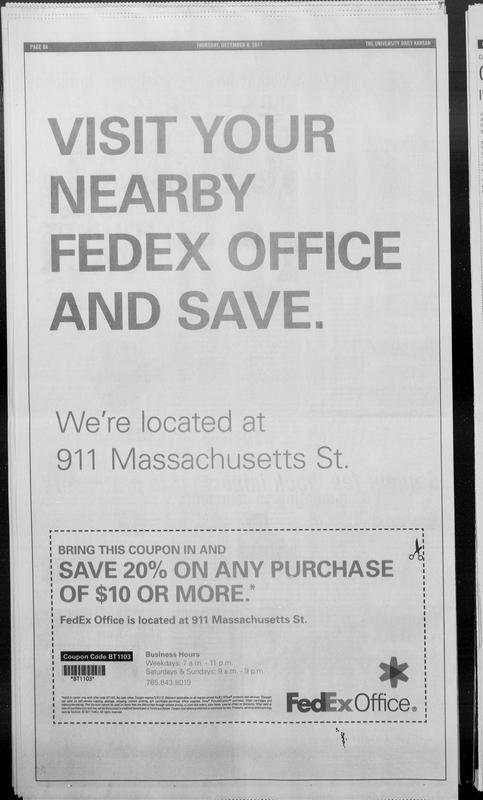 PAGE 8A THURSDAY, DECEMBER 8, 2011 THE UNIVERSITY DAILY KANSAN
VISIT YOUR
NEARBY
FEDEX OFFICE
AND SAVE.
We're located at
911 Massachusetts St.
BRING THIS COUPON IN AND
SAVE 20% ON ANY PURCHASE
OF $10 OR MORE.*
FedEx Office is located at 911 Massachusetts St.
Coupon Code BT1103
*BT1103*
Business Hours
Weekdays: 7 a.m. - 11 p.m.
Saturdays & Sundays: 9 a.m. - 9 p.m.
785.843.8019
FedEx Office®